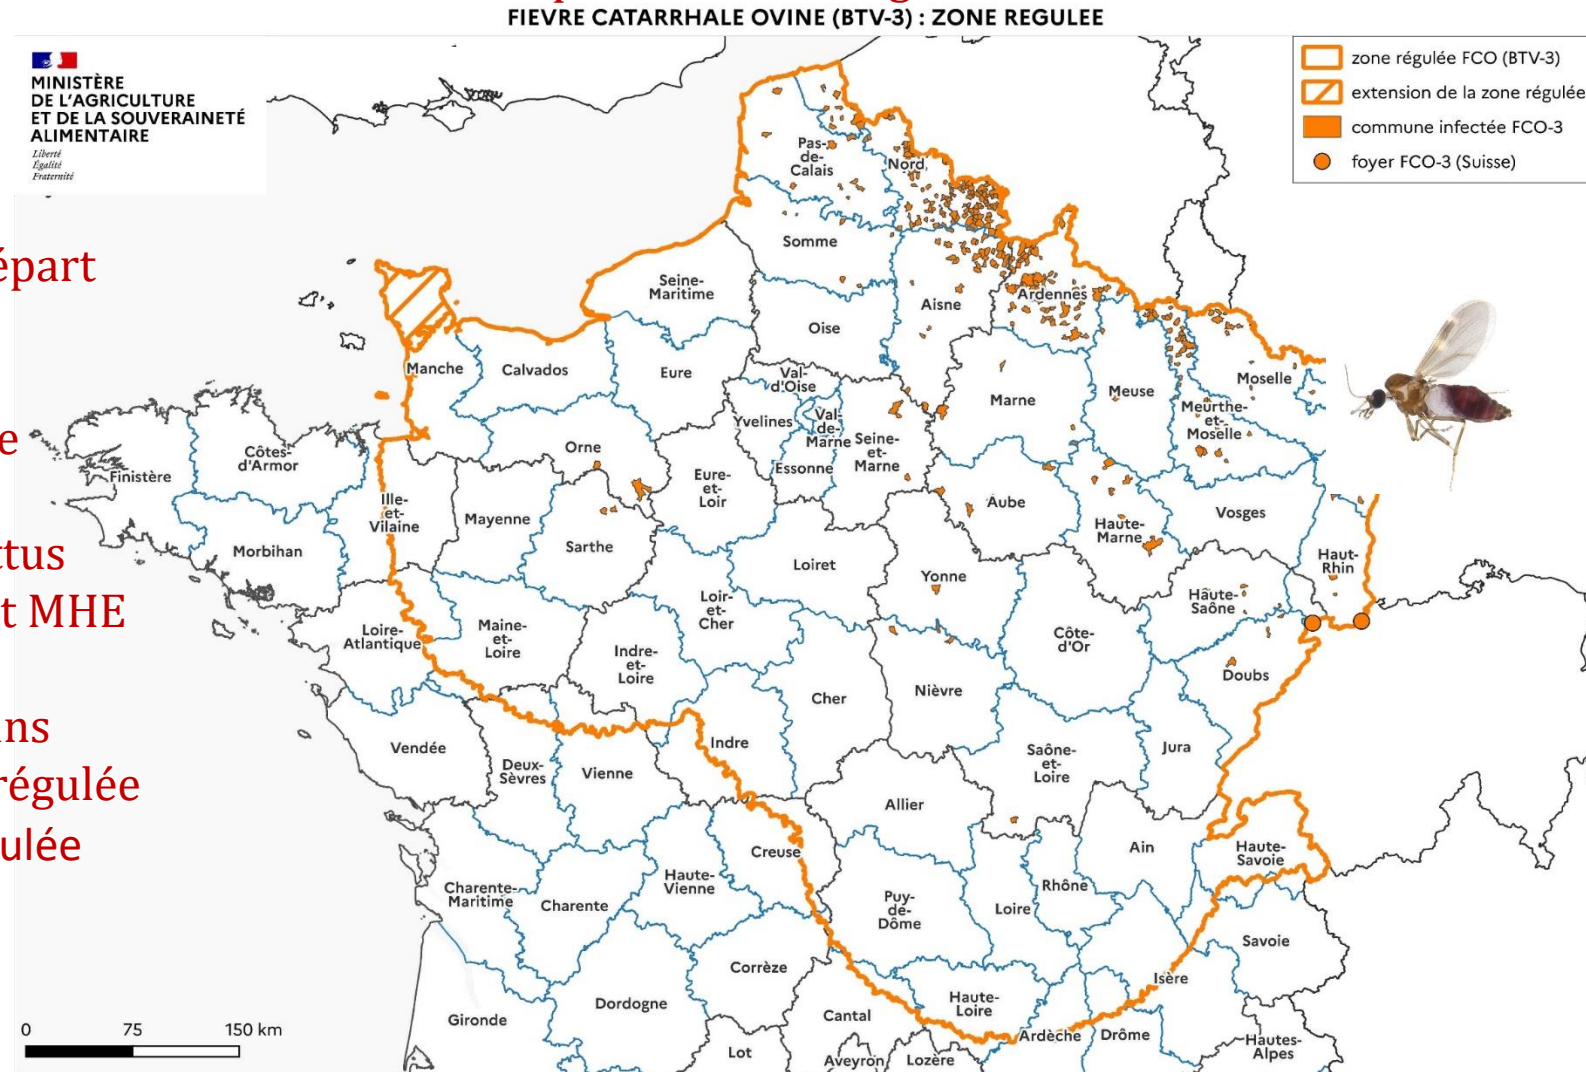 FIEVRE CATARRHALE OVINE (BTV-3) : ZONE REGULEE
MINISTÈRE
DE L'AGRICULTURE
ET DE LA SOUVERAINETÉ
ALIMENTAIRE
Liberté
Égalité
Fraternité
zone régulée FCO (BTV-3)
extension de la zone régulée
commune infectée FCO-3
foyer FCO-3 (Suisse)
épart
e
ttus
t MHE
ns
régulée
ulée
Pas-
de-
Calais
Nord
Somme
Seine-
Maritime
Oise
Aisne
Ardennes
Manche
Calvados
Eure
Val-
d'Oise
Yvelines
Val-
de-
Marne
Seine-
et-
Marne
Essonne
Marne
Meuse
Moselle
Meurthe-
et-
Moselle
Finistère
Côtes-
d'Armor
Morbihan
Ille-
et-
Vilaine
Orne
Mayenne
Sarthe
Eure-
et-
Loir
Loiret
Aube
Haute-
Marne
Vosges
Haut-
Rhin
Yonne
Haute-
Saône
Loire-
Atlantique
Maine-
et-
Loire
Indre-
et-
Loire
Loir-
et-
Cher
Cher
Nièvre
Côte-
d'Or
Doubs
Jura
Saône-
et-
Loire
Vendée
Deux-
Sèvres
Vienne
Indre
Allier
Ain
Haute-
Savoie
Creuse
Haute-
Vienne
Charente-
Maritime
Charente
Puy-
de-
Dôme
Loire
Rhône
Savoie
Isère
Corrèze
Dordogne
Gironde
Cantal
Haute-
Loire
Ardèche
Drôme
Hautes-
Alpes
Lot
Aveyron
Lozère
0 75 150 km